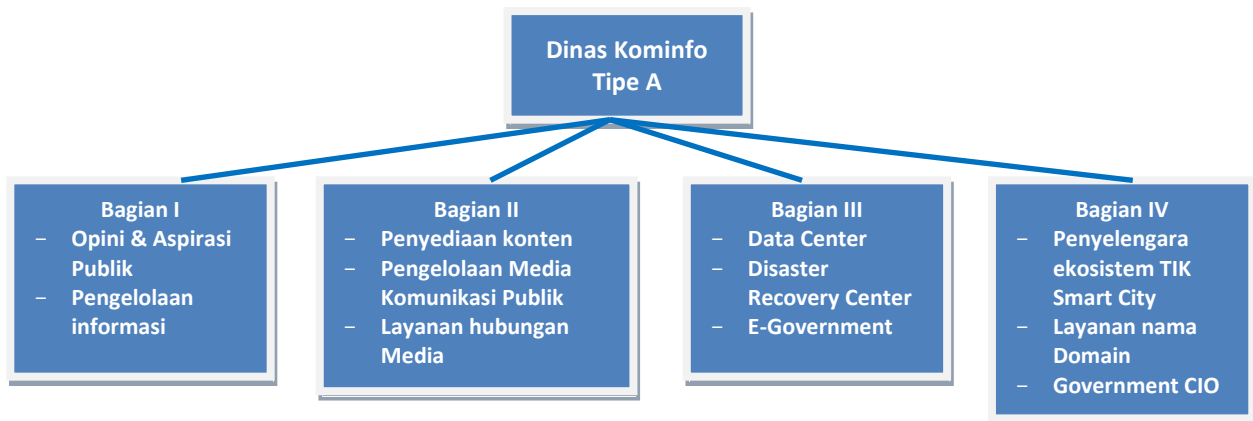 Dinas Kominfo
Tipe A
Bagian I
– Opini & Aspirasi
Publik
– Pengelolaan
informasi
Bagian II
– Penyediaan konten
– Pengelolaan Media
Komunikasi Publik
– Layanan hubungan
Media
Bagian III
– Data Center
– Disaster
Recovery Center
– E-Government
Bagian IV
– Penyelengara
ekosistem TIK
Smart City
– Layanan nama
Domain
– Government CIO